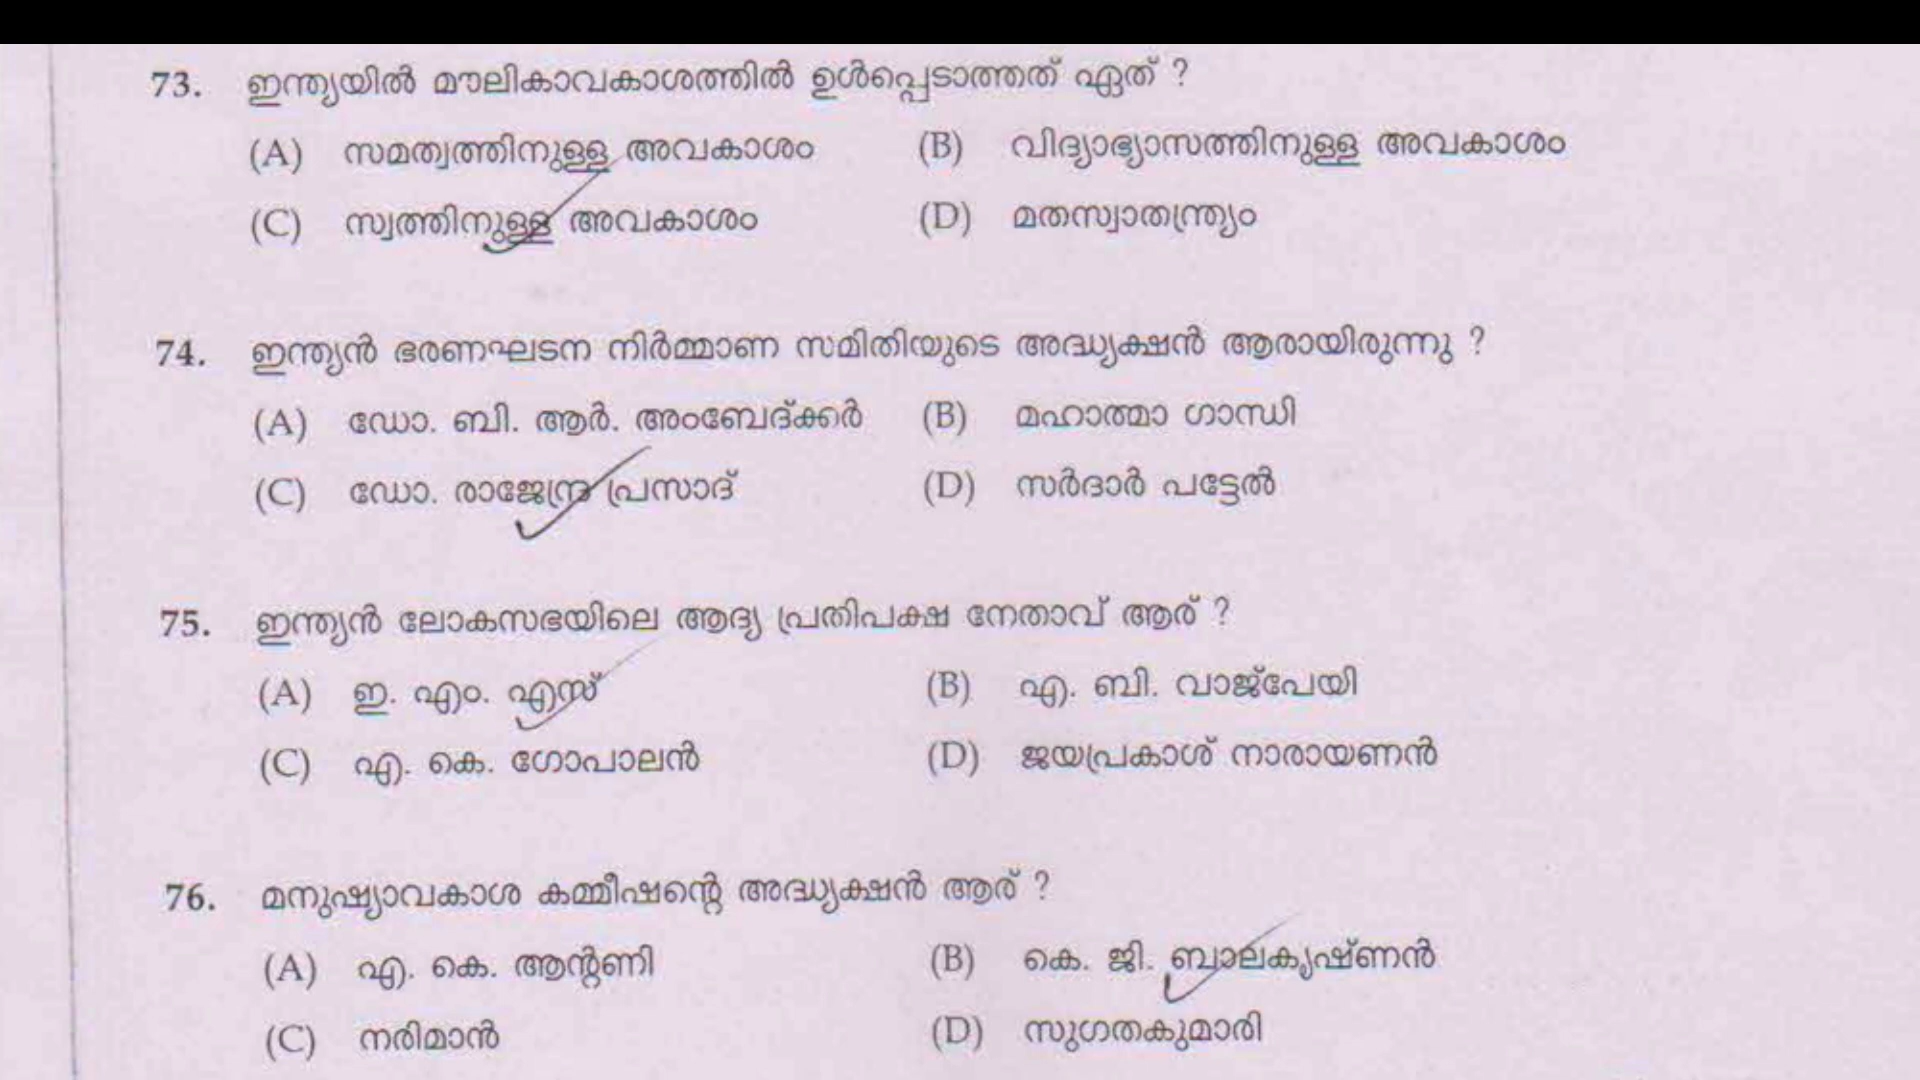 73. ഇന്ത്യയിൽ മൗലികാവകാശത്തിൽ ഉൾപ്പെടാത്തത് ഏത് ?
(A) സമത്വത്തിനുള്ള അവകാശം (B) വിദ്യാഭ്യാസത്തിനുള്ള അവകാശം
(C) സ്വത്തിനുള്ള അവകാശം (D) മതസ്വാതന്ത്ര്യം
74. ഇന്ത്യൻ ഭരണഘടന നിർമ്മാണ സമിതിയുടെ അദ്ധ്യക്ഷൻ ആരായിരുന്നു ?
(A) ഡോ. ബി. ആർ. അംബേദ്ക്കർ (B) മഹാത്മാ ഗാന്ധി
(C) ഡോ. രാജേന്ദ്ര പ്രസാദ് (D) സർദാർ പട്ടേൽ
75. ഇന്ത്യൻ ലോകസഭയിലെ ആദ്യ പ്രതിപക്ഷ നേതാവ് ആര് ?
(A) ഇ. എം. എസ് (B) എ. ബി. വാജ്പേയി
(C) എ. കെ. ഗോപാലൻ (D) ജയപ്രകാശ് നാരായണൻ
76. മനുഷ്യാവകാശ കമ്മീഷന്റെ അദ്ധ്യക്ഷൻ ആര് ?
(A) എ. കെ. ആന്റണി (B) കെ. ജി. ബാലകൃഷ്ണൻ
(C) നരിമാൻ (D) സുഗതകുമാരി